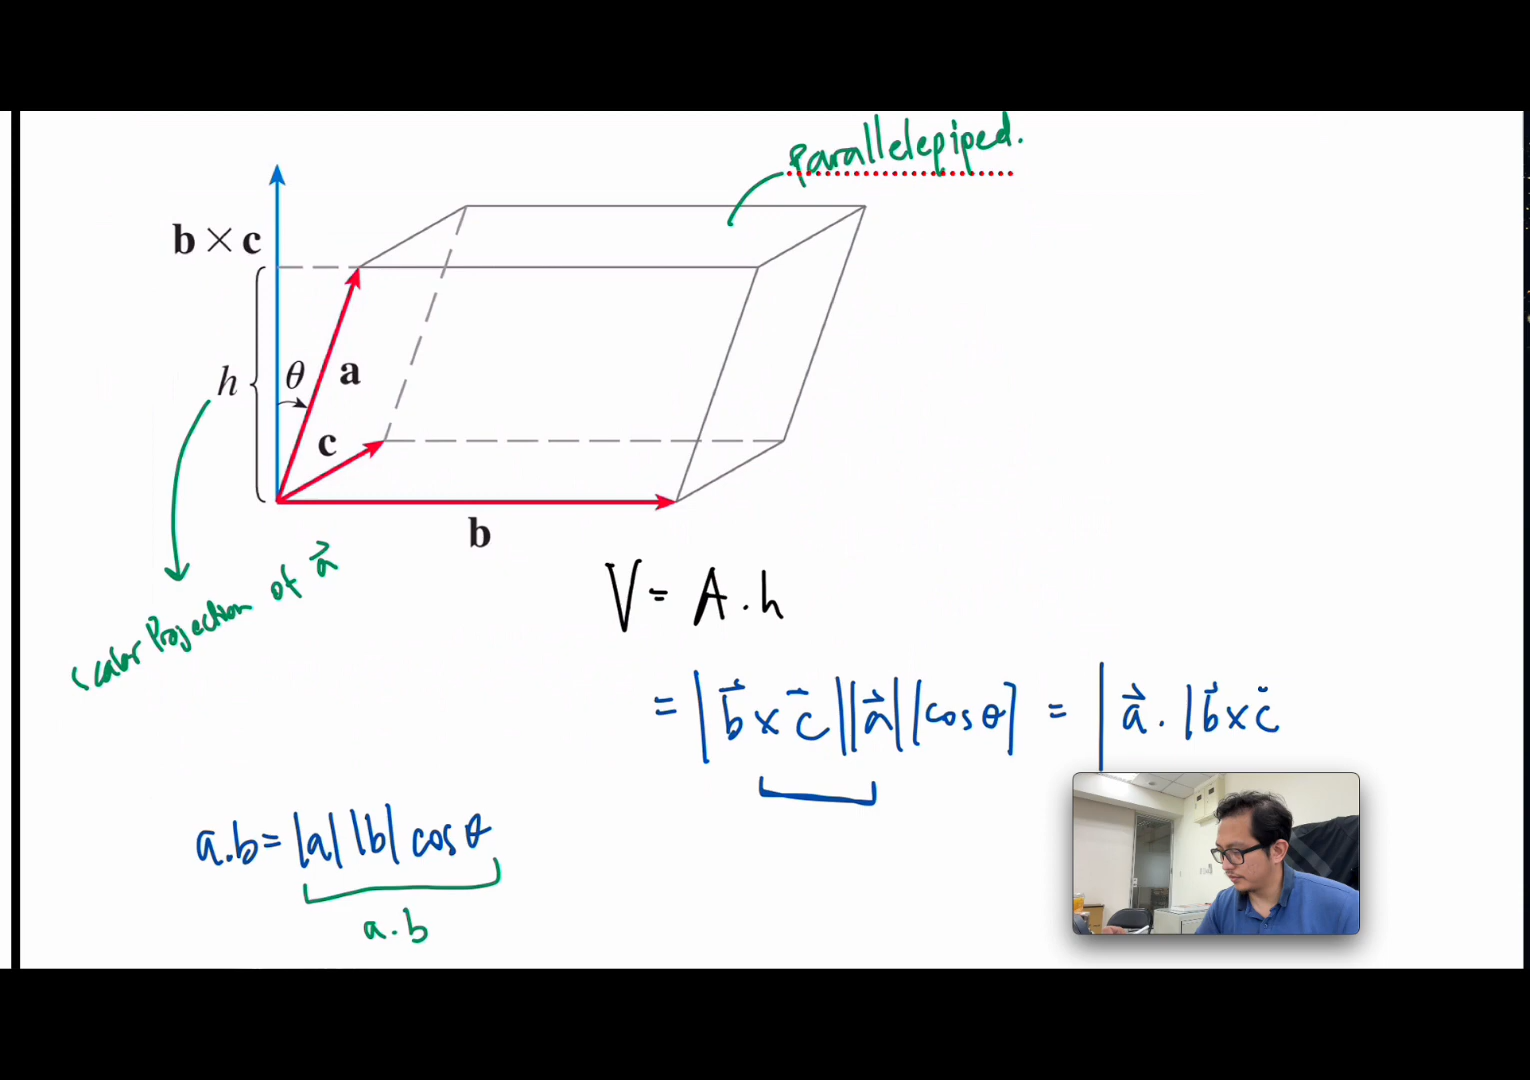 Parallelepiped.
b × c
h
θ
a
c
b
Scalar Projection of a⃗
V = A . h
= |b⃗ × c⃗||a⃗||cos θ| = |a⃗ . |b⃗ × c⃗
a.b = |a| |b| cos θ
a.b